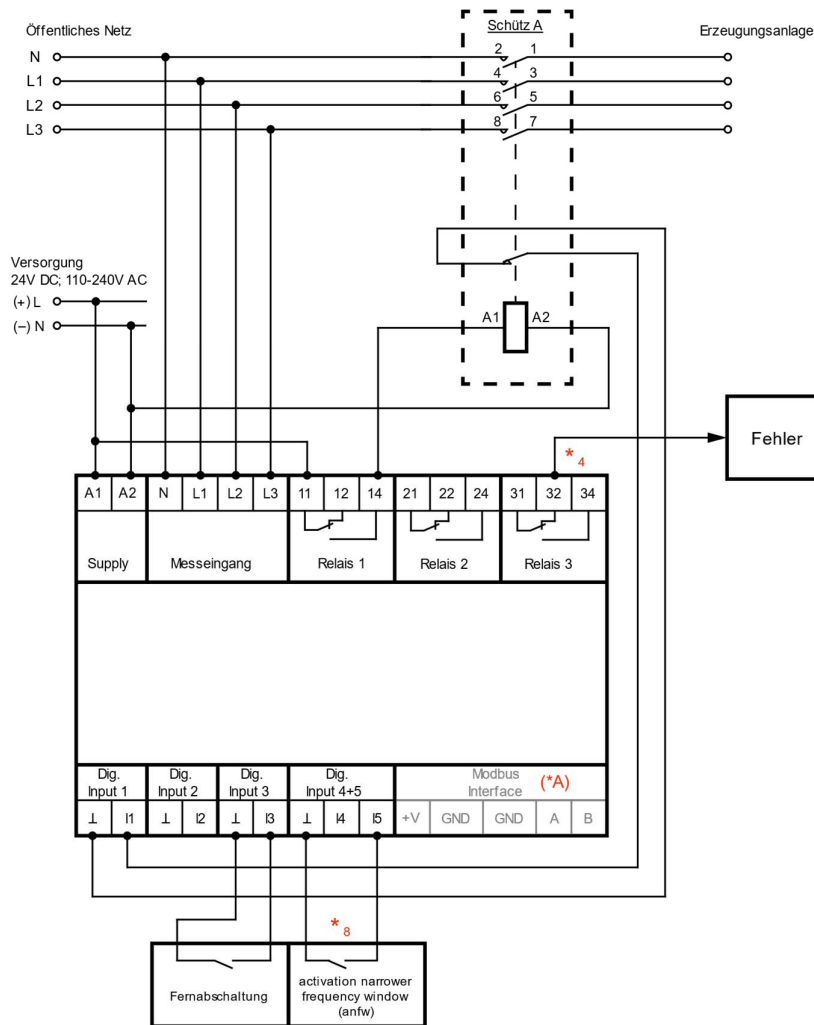 Öffentliches Netz
Schütz A
Erzeugungsanlage
N
2
1
L1
4
3
L2
6
5
L3
8
7
Versorgung
24V DC; 110-240V AC
(+) L
(–) N
A1
A2
Fehler
*4
A1
A2
N
L1
L2
L3
11
12
14
21
22
24
31
32
34
Supply
Messeingang
Relais 1
Relais 2
Relais 3
Dig.
Input 1
Dig.
Input 2
Dig.
Input 3
Dig.
Input 4+5
Modbus
Interface
(*A)
⊥
I1
⊥
I2
⊥
I3
⊥
I4
I5
+V
GND
GND
A
B
*8
Fernabschaltung
activation narrower
frequency window
(anfw)